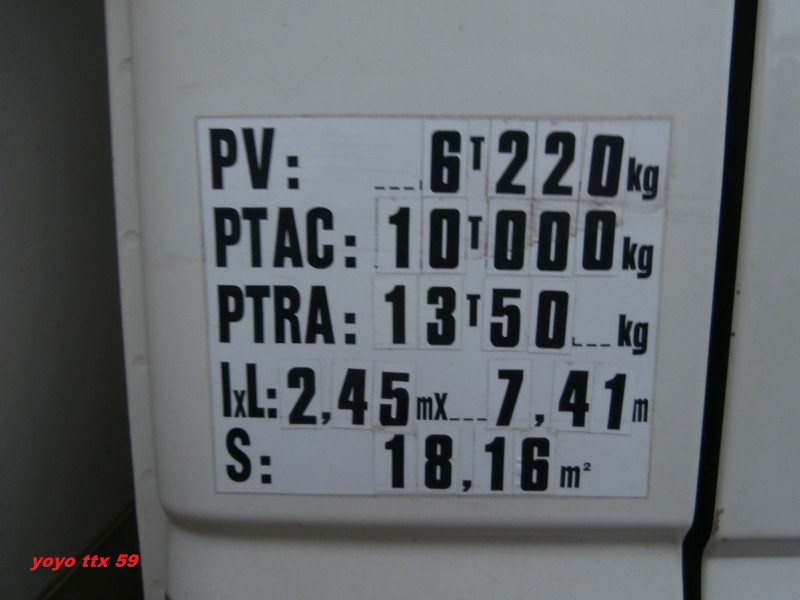 PV: 6T220kg
PTAC: 10T000kg
PTRA: 13T50 kg
lxL: 2,45mx 7,41m
S: 18,16m²
yoyo ttx 59